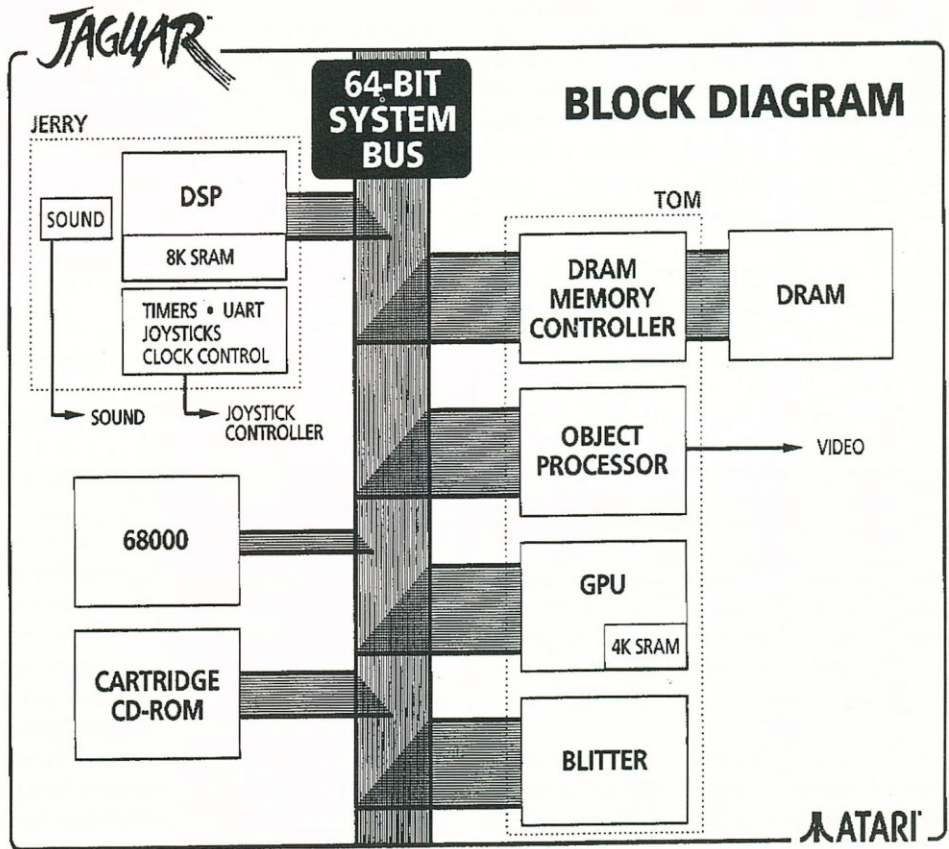 JAGUAR
64-BIT
SYSTEM
BUS
BLOCK DIAGRAM
JERRY
DSP
SOUND
8K SRAM
TIMERS • UART
JOYSTICKS
CLOCK CONTROL
SOUND
JOYSTICK
CONTROLLER
68000
CARTRIDGE
CD-ROM
TOM
DRAM
MEMORY
CONTROLLER
DRAM
OBJECT
PROCESSOR
VIDEO
GPU
4K SRAM
BLITTER
ATARI